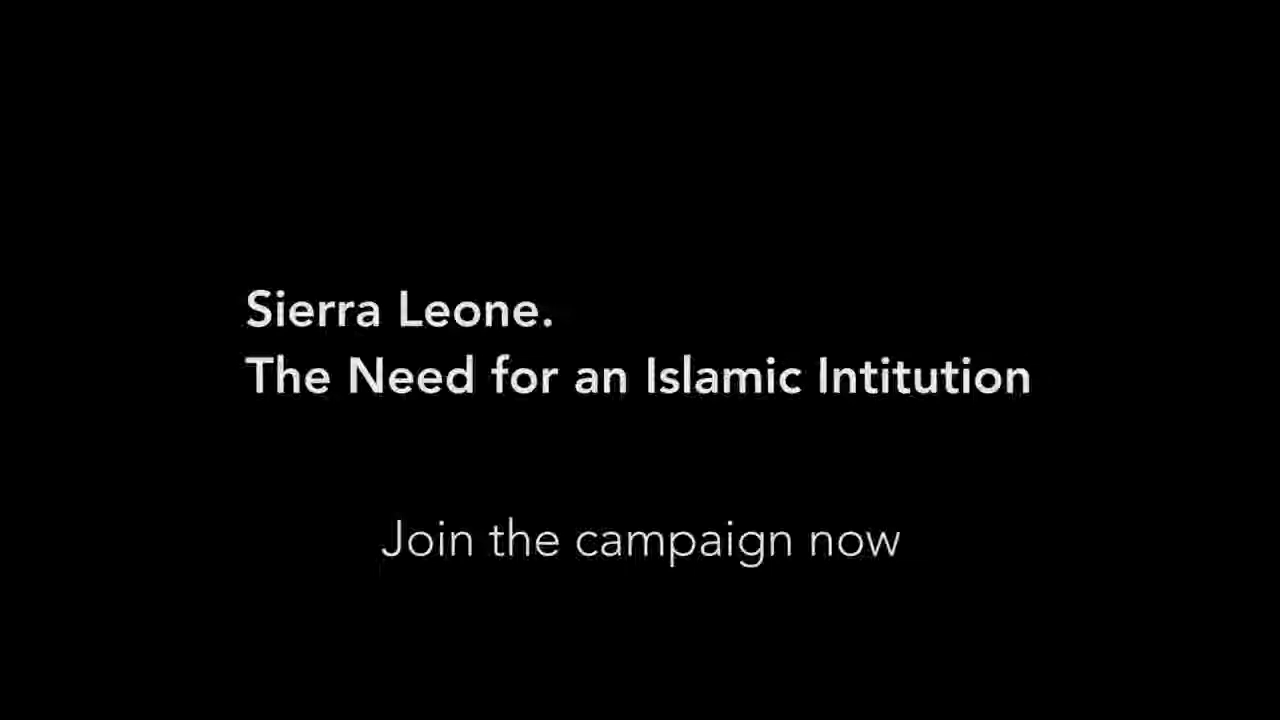 Sierra Leone.
The Need for an Islamic Intitution
Join the campaign now